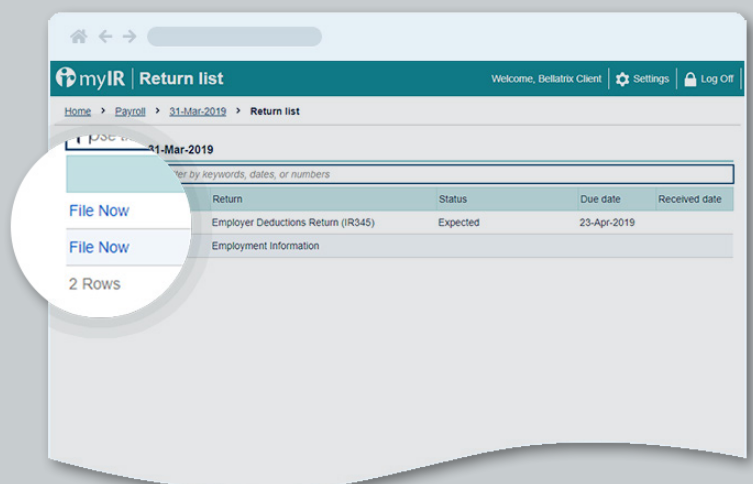 myIR | Return list Welcome, Bellatrix Client Settings Log Off
Home > Payroll > 31-Mar-2019 > Return list
31-Mar-2019
by keywords, dates, or numbers
Return Status Due date Received date
File Now Employer Deductions Return (IR345) Expected 23-Apr-2019
File Now Employment Information
2 Rows